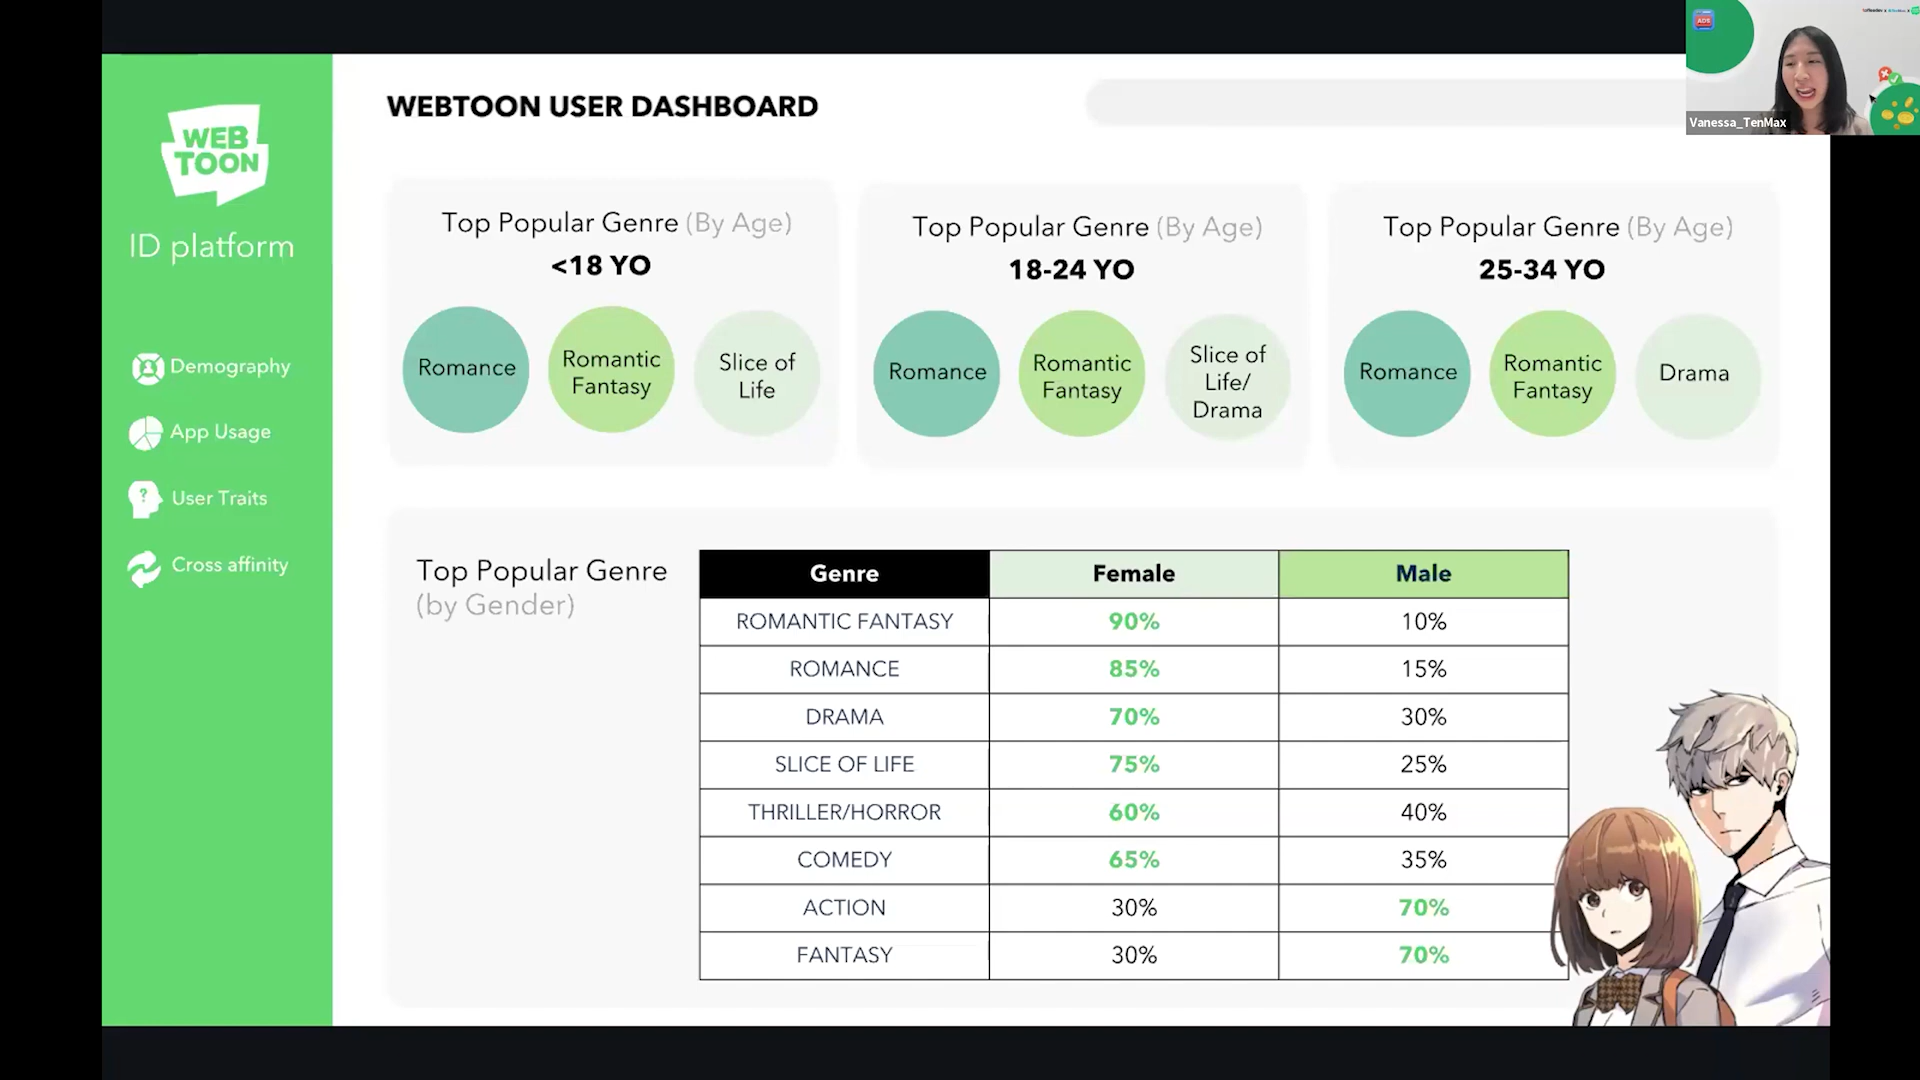 WEB
TOON
ID platform
Demography
App Usage
User Traits
Cross affinity
WEBTOON USER DASHBOARD
Top Popular Genre (By Age)
<18 YO
Romance
Romantic
Fantasy
Slice of
Life
Top Popular Genre (By Age)
18-24 YO
Romance
Romantic
Fantasy
Slice of
Life/
Drama
Top Popular Genre (By Age)
25-34 YO
Romance
Romantic
Fantasy
Drama
Top Popular Genre
(by Gender)
Genre Female Male
ROMANTIC FANTASY 90% 10%
ROMANCE 85% 15%
DRAMA 70% 30%
SLICE OF LIFE 75% 25%
THRILLER/HORROR 60% 40%
COMEDY 65% 35%
ACTION 30% 70%
FANTASY 30% 70%
ADS
Vanessa_TenMax